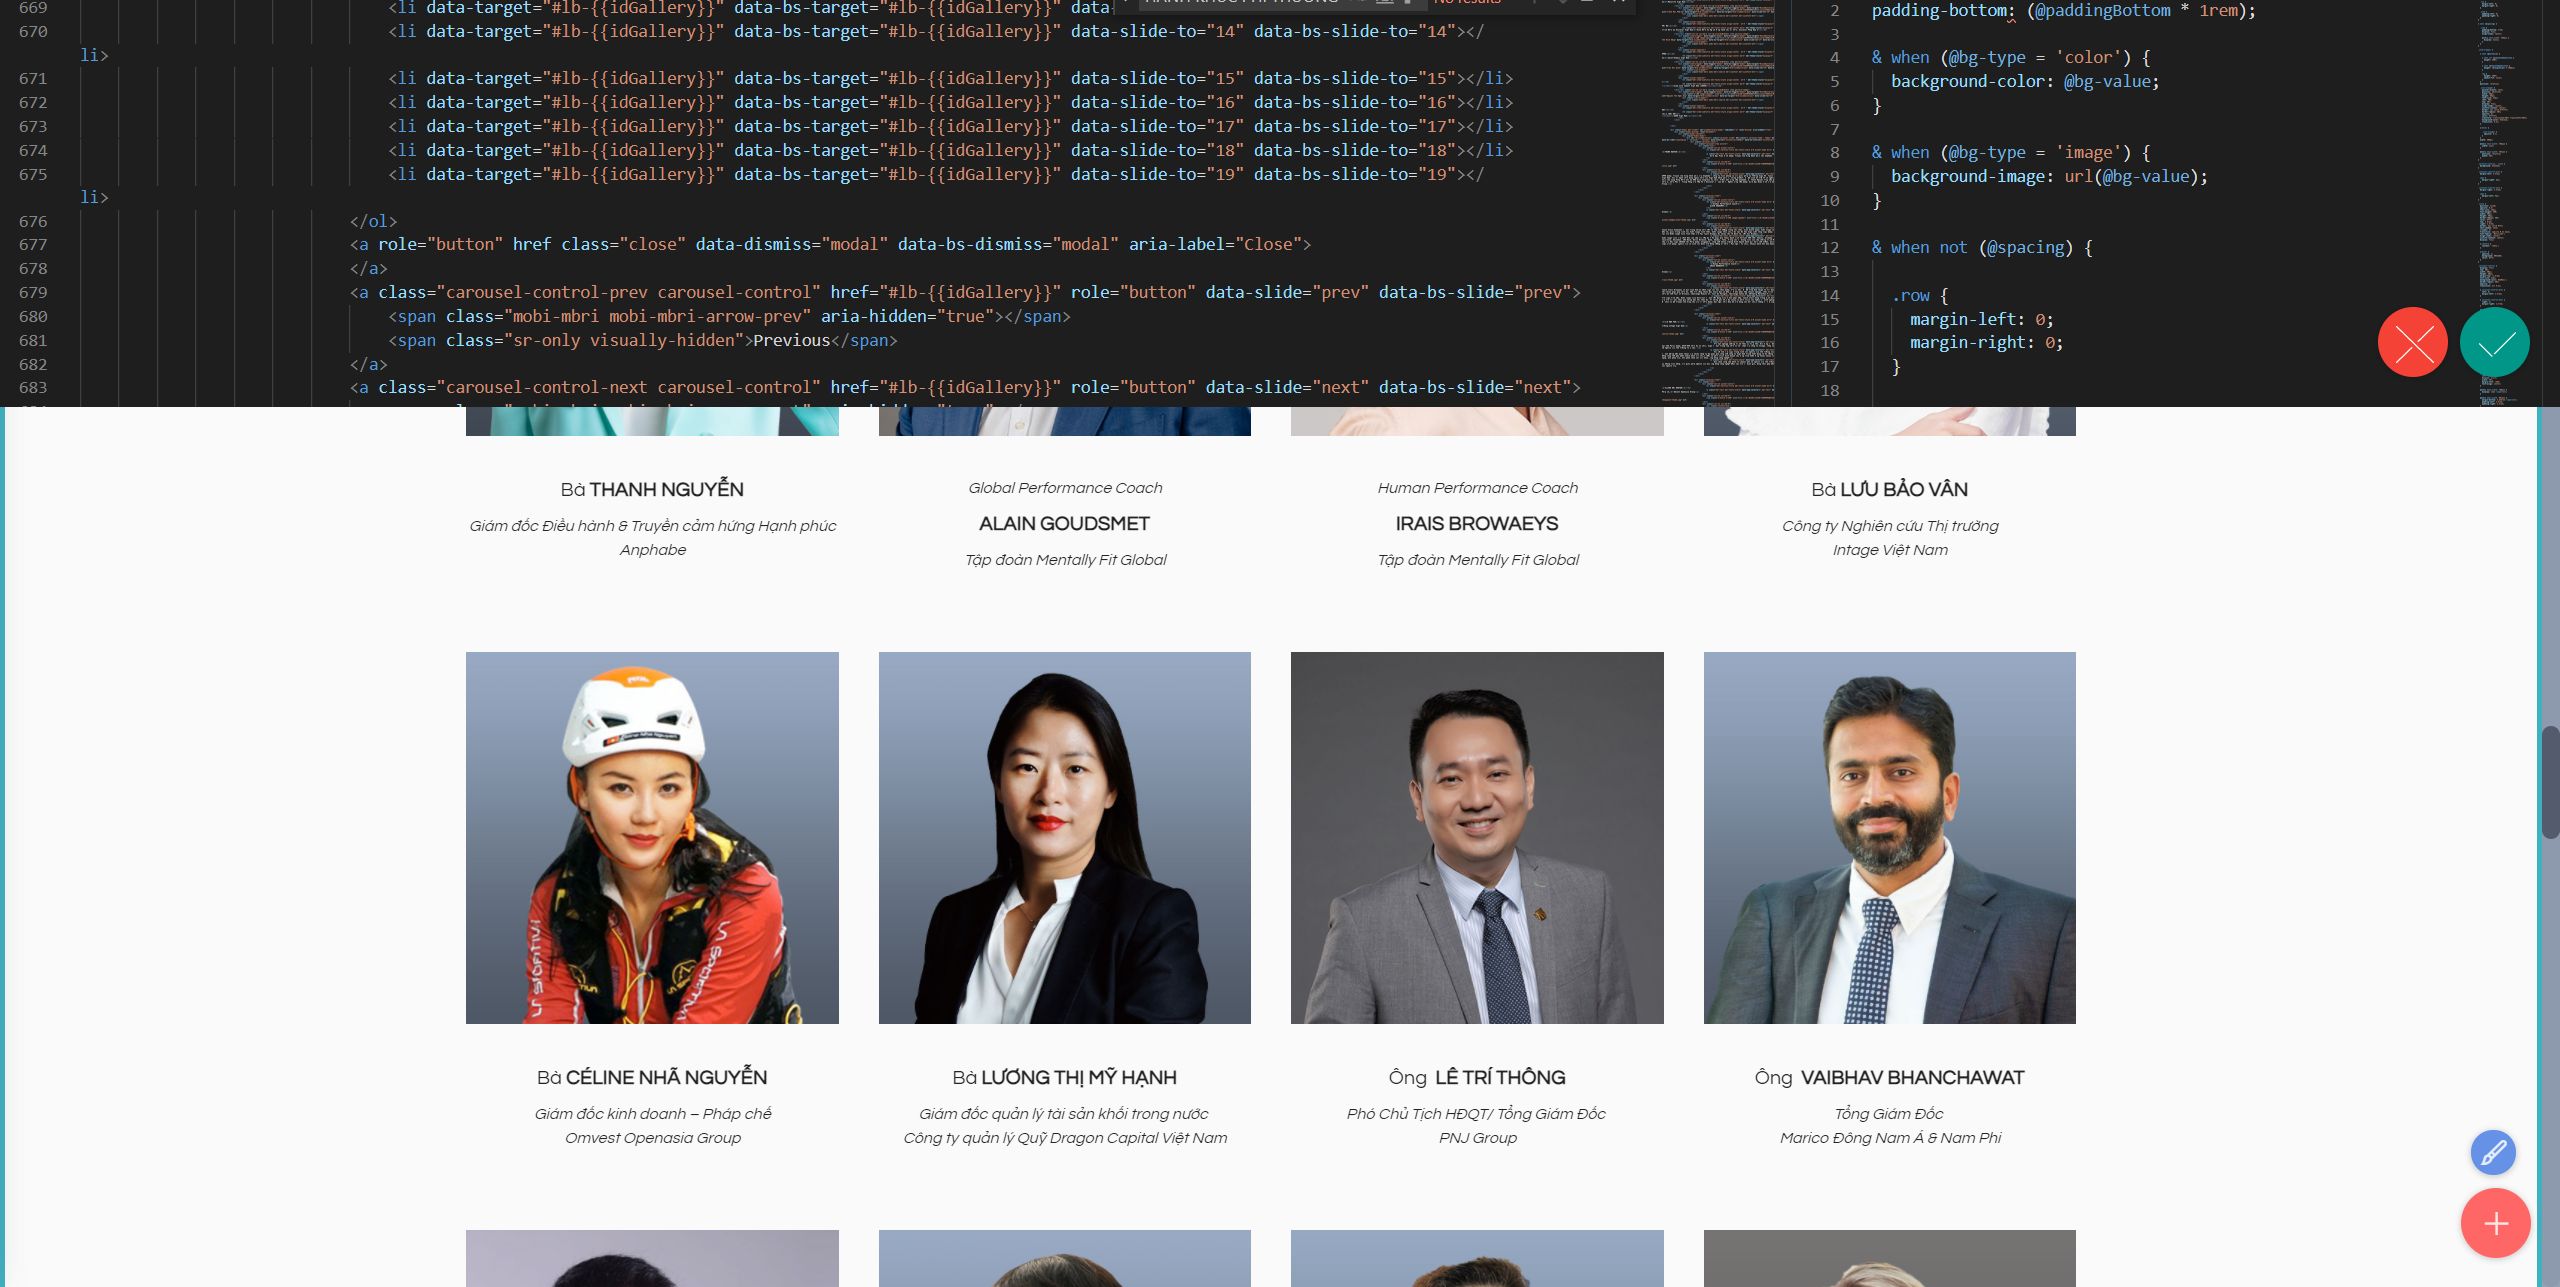 669 <li data-target="#lb-{{idGallery}}" data-bs-target="#lb-{{idGallery}}" data-
No results
670 <li data-target="#lb-{{idGallery}}" data-bs-target="#lb-{{idGallery}}" data-slide-to="14" data-bs-slide-to="14"></
li>
671 <li data-target="#lb-{{idGallery}}" data-bs-target="#lb-{{idGallery}}" data-slide-to="15" data-bs-slide-to="15"></li>
672 <li data-target="#lb-{{idGallery}}" data-bs-target="#lb-{{idGallery}}" data-slide-to="16" data-bs-slide-to="16"></li>
673 <li data-target="#lb-{{idGallery}}" data-bs-target="#lb-{{idGallery}}" data-slide-to="17" data-bs-slide-to="17"></li>
674 <li data-target="#lb-{{idGallery}}" data-bs-target="#lb-{{idGallery}}" data-slide-to="18" data-bs-slide-to="18"></li>
675 <li data-target="#lb-{{idGallery}}" data-bs-target="#lb-{{idGallery}}" data-slide-to="19" data-bs-slide-to="19"></
li>
676 </ol>
677 <a role="button" href class="close" data-dismiss="modal" data-bs-dismiss="modal" aria-label="Close">
678 </a>
679 <a class="carousel-control-prev carousel-control" href="#lb-{{idGallery}}" role="button" data-slide="prev" data-bs-slide="prev">
680 <span class="mobi-mbri mobi-mbri-arrow-prev" aria-hidden="true"></span>
681 <span class="sr-only visually-hidden">Previous</span>
682 </a>
683 <a class="carousel-control-next carousel-control" href="#lb-{{idGallery}}" role="button" data-slide="next" data-bs-slide="next">
2 padding-bottom: (@paddingBottom * 1rem);
3
4 & when (@bg-type = 'color') {
5 background-color: @bg-value;
6 }
7
8 & when (@bg-type = 'image') {
9 background-image: url(@bg-value);
10 }
11
12 & when not (@spacing) {
13
14 .row {
15 margin-left: 0;
16 margin-right: 0;
17 }
18
Bà THANH NGUYỄN
Giám đốc Điều hành & Truyền cảm hứng Hạnh phúc
Anphabe
Global Performance Coach
ALAIN GOUDSMET
Tập đoàn Mentally Fit Global
Human Performance Coach
IRAIS BROWAEYS
Tập đoàn Mentally Fit Global
Bà LƯU BẢO VÂN
Công ty Nghiên cứu Thị trường
Intage Việt Nam
Bà CÉLINE NHÃ NGUYỄN
Giám đốc kinh doanh – Pháp chế
Omvest Openasia Group
Bà LƯƠNG THỊ MỸ HẠNH
Giám đốc quản lý tài sản khối trong nước
Công ty quản lý Quỹ Dragon Capital Việt Nam
Ông LÊ TRÍ THÔNG
Phó Chủ Tịch HĐQT/ Tổng Giám Đốc
PNJ Group
Ông VAIBHAV BHANCHAWAT
Tổng Giám Đốc
Marico Đông Nam Á & Nam Phi